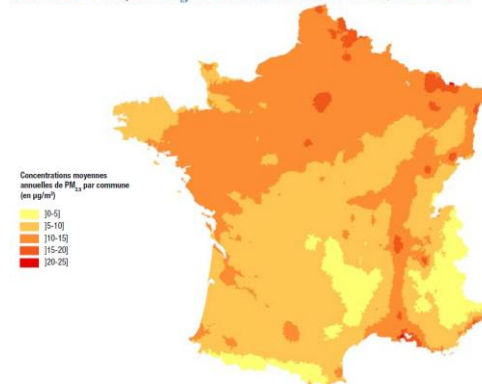 Concentrations moyennes
annuelles de PM2,5 par commune
(en µg/m³)
]0-5]
]5-10]
]10-15]
]15-20]
]20-25]